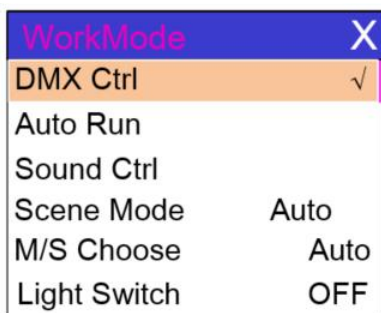 WorkMode X
DMX Ctrl √
Auto Run
Sound Ctrl
Scene Mode Auto
M/S Choose Auto
Light Switch OFF